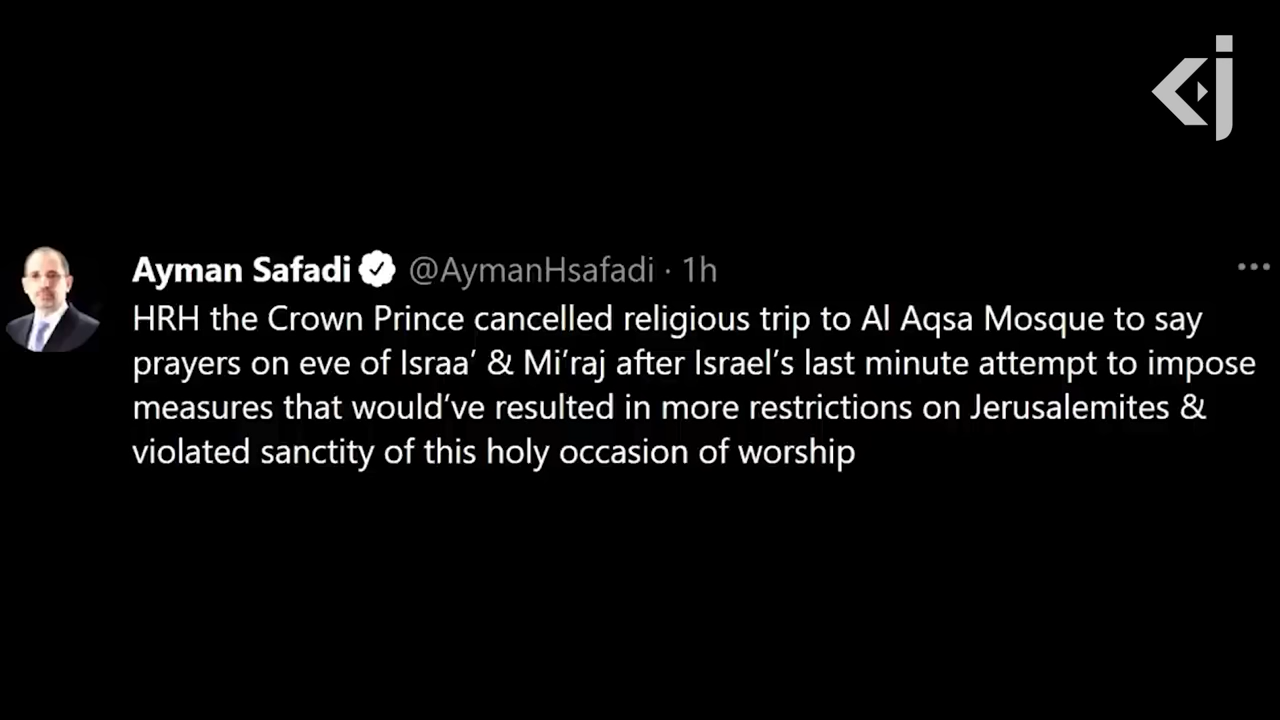 Ayman Safadi @AymanHsafadi · 1h
HRH the Crown Prince cancelled religious trip to Al Aqsa Mosque to say
prayers on eve of Israa’ & Mi’raj after Israel’s last minute attempt to impose
measures that would’ve resulted in more restrictions on Jerusalemites &
violated sanctity of this holy occasion of worship